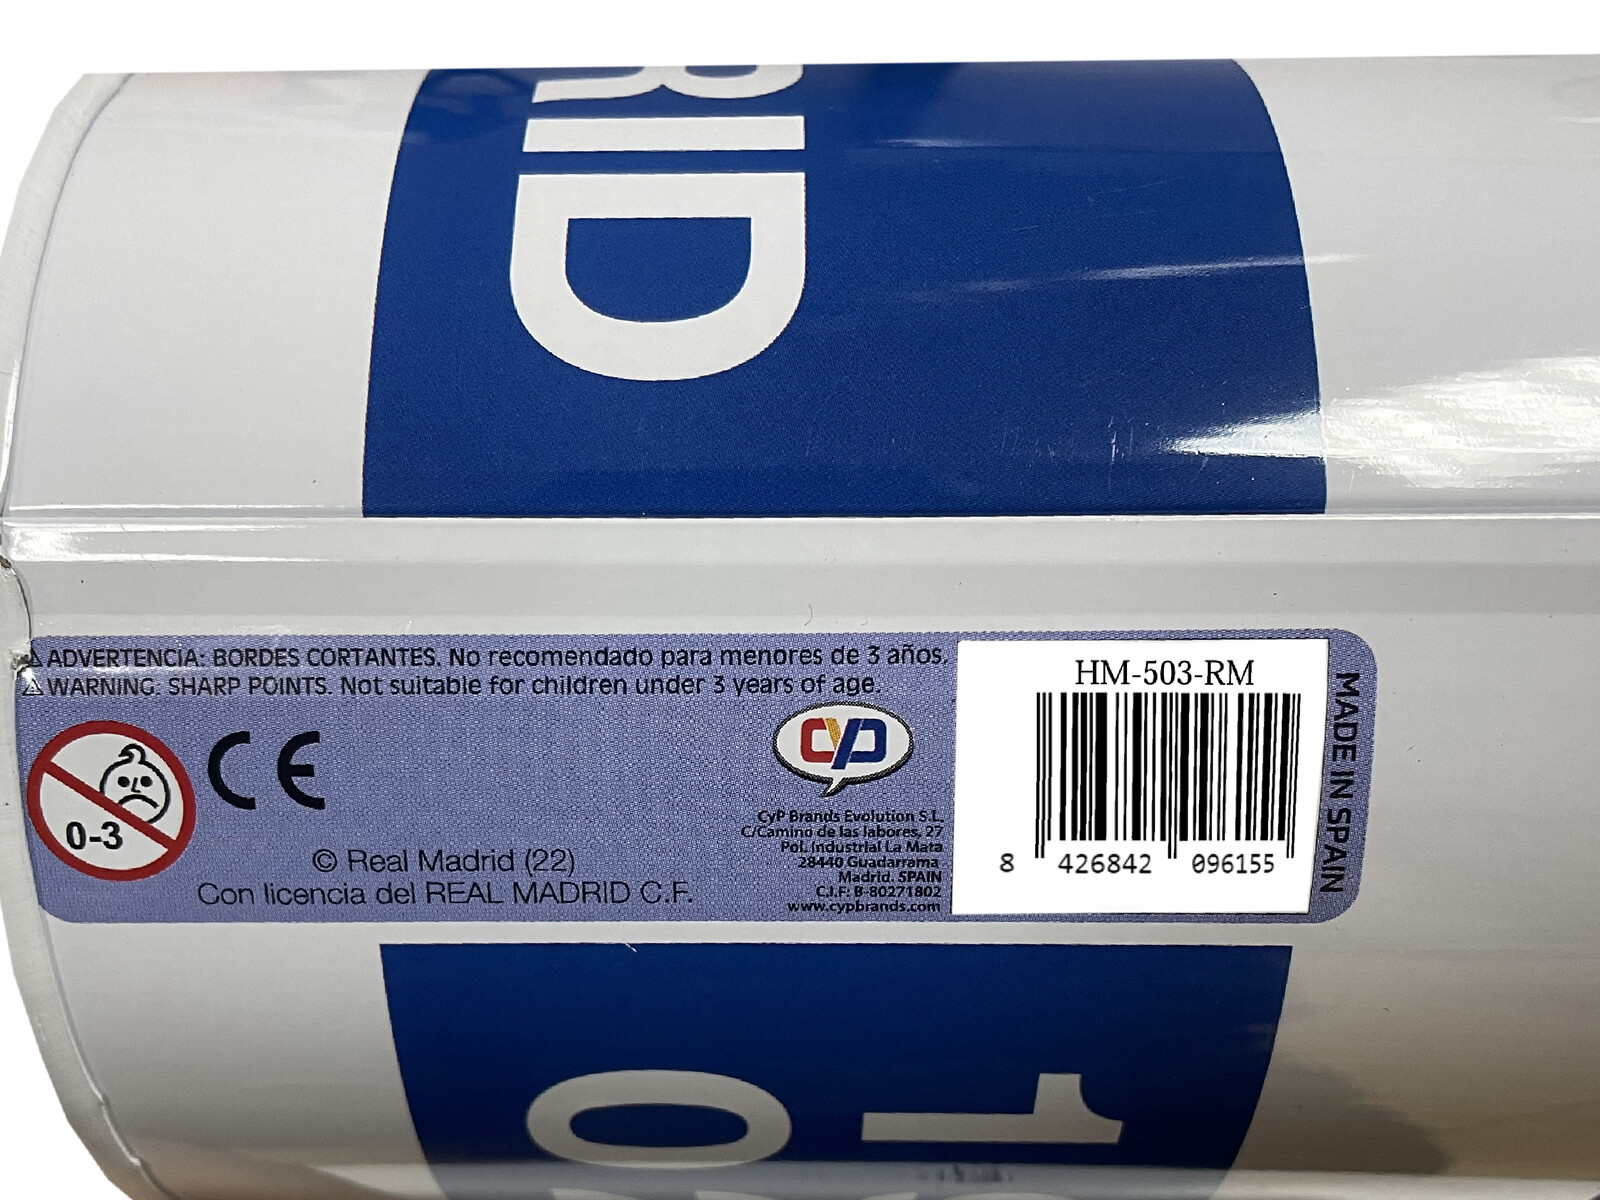 RID
⚠ADVERTENCIA: BORDES CORTANTES. No recomendado para menores de 3 años.
⚠WARNING: SHARP POINTS. Not suitable for children under 3 years of age.
0-3
CE
© Real Madrid (22)
Con licencia del REAL MADRID C.F.
cyp
CyP Brands Evolution S.L.
C/Camino de las labores, 27
Pol. Industrial La Mata
28440 Guadarrama
Madrid. SPAIN
C.I.F: B-80271802
www.cypbrands.com
HM-503-RM
8 426842 096155
MADE IN SPAIN
1